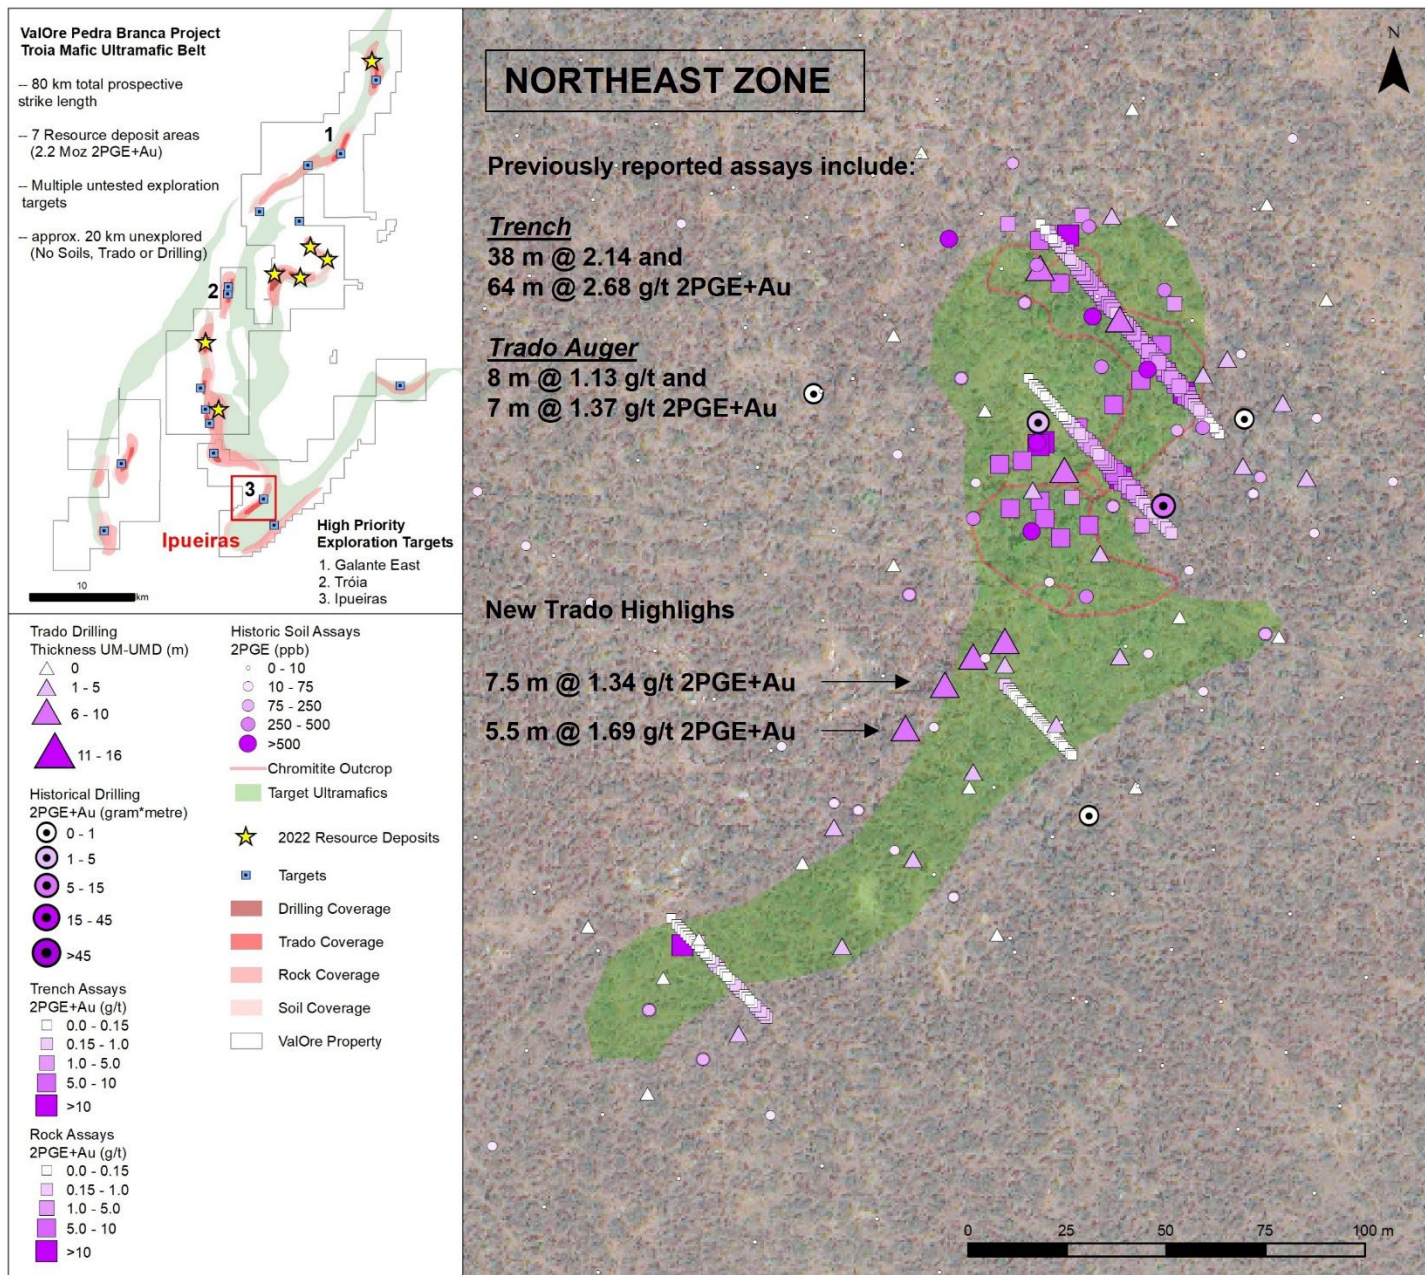 ValOre Pedra Branca Project
Troia Mafic Ultramafic Belt
-- 80 km total prospective
strike length
-- 7 Resource deposit areas
(2.2 Moz 2PGE+Au)
-- Multiple untested exploration
targets
-- approx. 20 km unexplored
(No Soils, Trado or Drilling)
1
2
3
Ipueiras
High Priority
Exploration Targets
1. Galante East
2. Tróia
3. Ipueiras
10
km
Trado Drilling
Thickness UM-UMD (m)
0
1 - 5
6 - 10
11 - 16
Historical Drilling
2PGE+Au (gram*metre)
0 - 1
1 - 5
5 - 15
15 - 45
>45
Trench Assays
2PGE+Au (g/t)
0.0 - 0.15
0.15 - 1.0
1.0 - 5.0
5.0 - 10
>10
Rock Assays
2PGE+Au (g/t)
0.0 - 0.15
0.15 - 1.0
1.0 - 5.0
5.0 - 10
>10
Historic Soil Assays
2PGE (ppb)
0 - 10
10 - 75
75 - 250
250 - 500
>500
Chromitite Outcrop
Target Ultramafics
2022 Resource Deposits
Targets
Drilling Coverage
Trado Coverage
Rock Coverage
Soil Coverage
ValOre Property
NORTHEAST ZONE
N
Previously reported assays include:
Trench
38 m @ 2.14 and
64 m @ 2.68 g/t 2PGE+Au
Trado Auger
8 m @ 1.13 g/t and
7 m @ 1.37 g/t 2PGE+Au
New Trado Highlighs
7.5 m @ 1.34 g/t 2PGE+Au
5.5 m @ 1.69 g/t 2PGE+Au
0 25 50 75 100 m